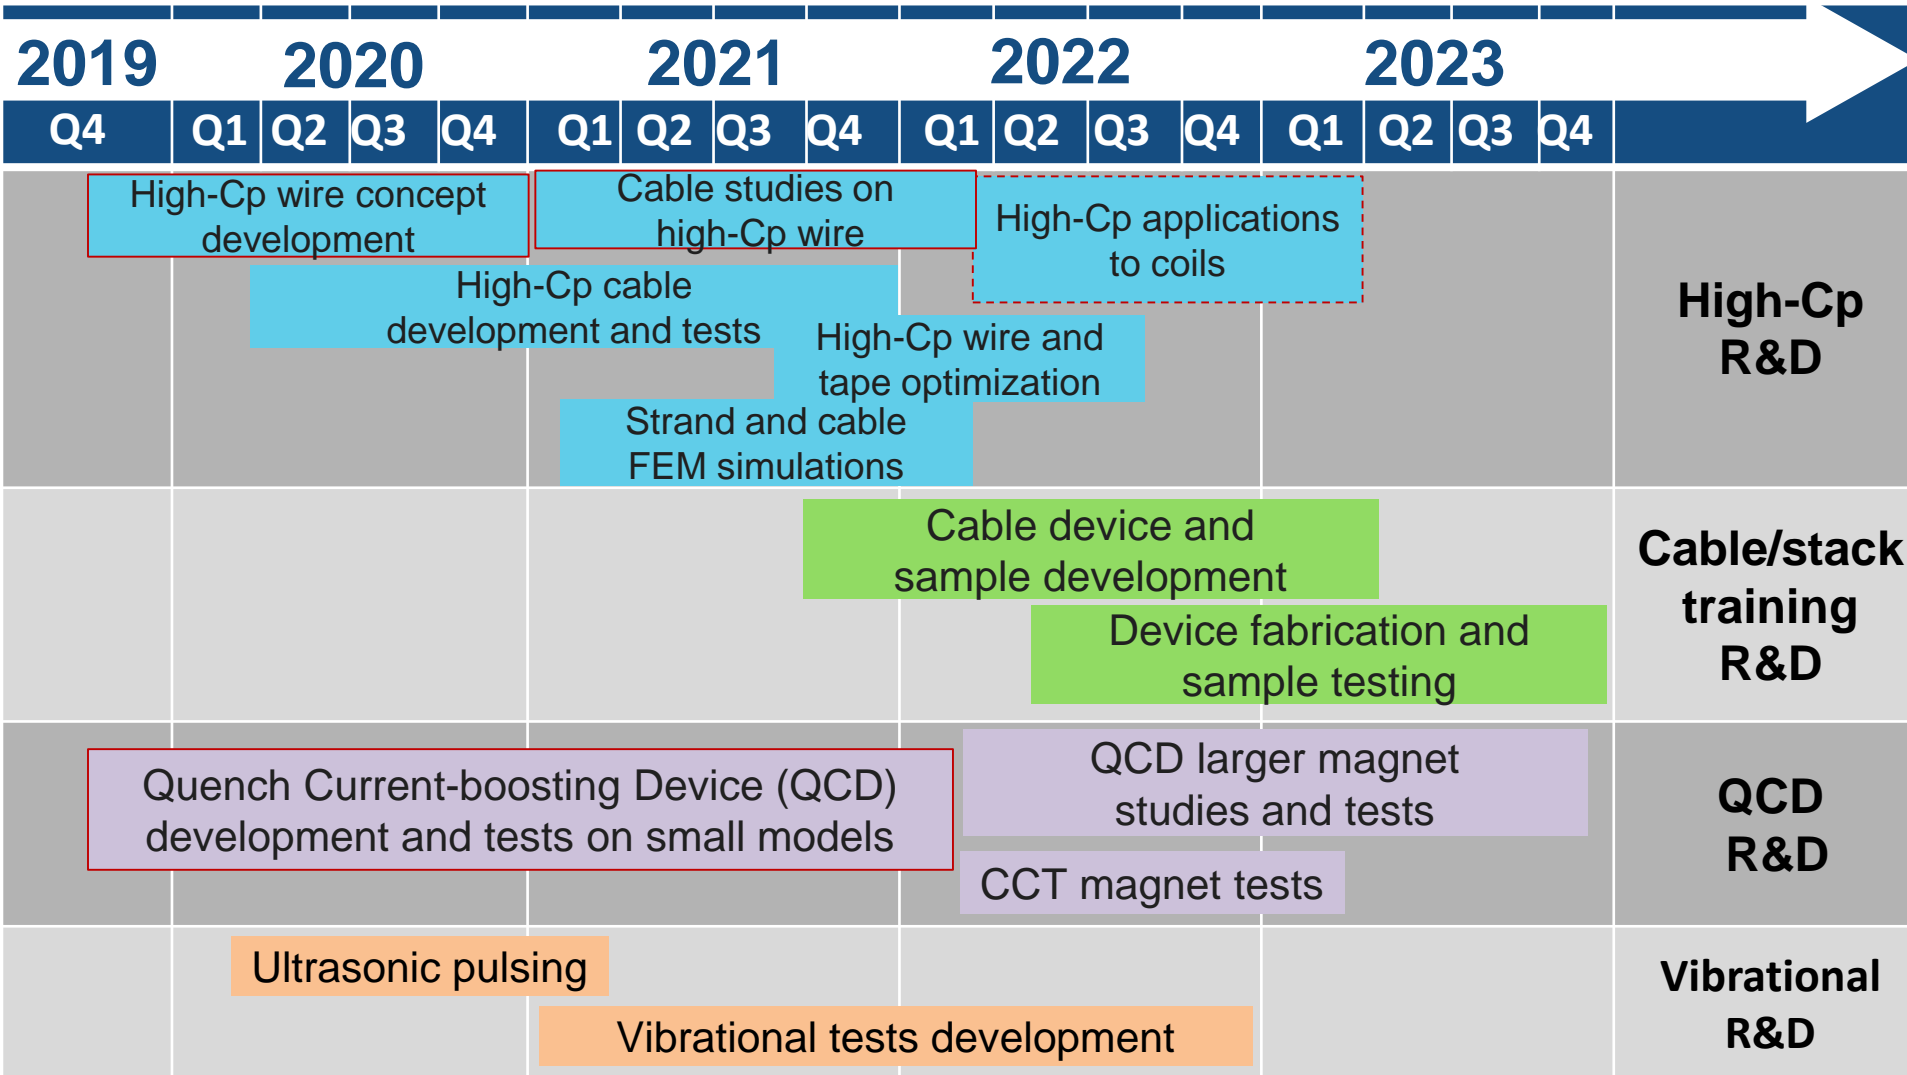 2019 2020 2021 2022 2023
Q4 Q1 Q2 Q3 Q4 Q1 Q2 Q3 Q4 Q1 Q2 Q3 Q4 Q1 Q2 Q3 Q4
High-Cp wire concept
development
Cable studies on
high-Cp wire
High-Cp applications
to coils
High-Cp cable
development and tests
High-Cp wire and
tape optimization
Strand and cable
FEM simulations
High-Cp
R&D
Cable device and
sample development
Device fabrication and
sample testing
Cable/stack
training
R&D
Quench Current-boosting Device (QCD)
development and tests on small models
QCD larger magnet
studies and tests
CCT magnet tests
QCD
R&D
Ultrasonic pulsing
Vibrational tests development
Vibrational
R&D